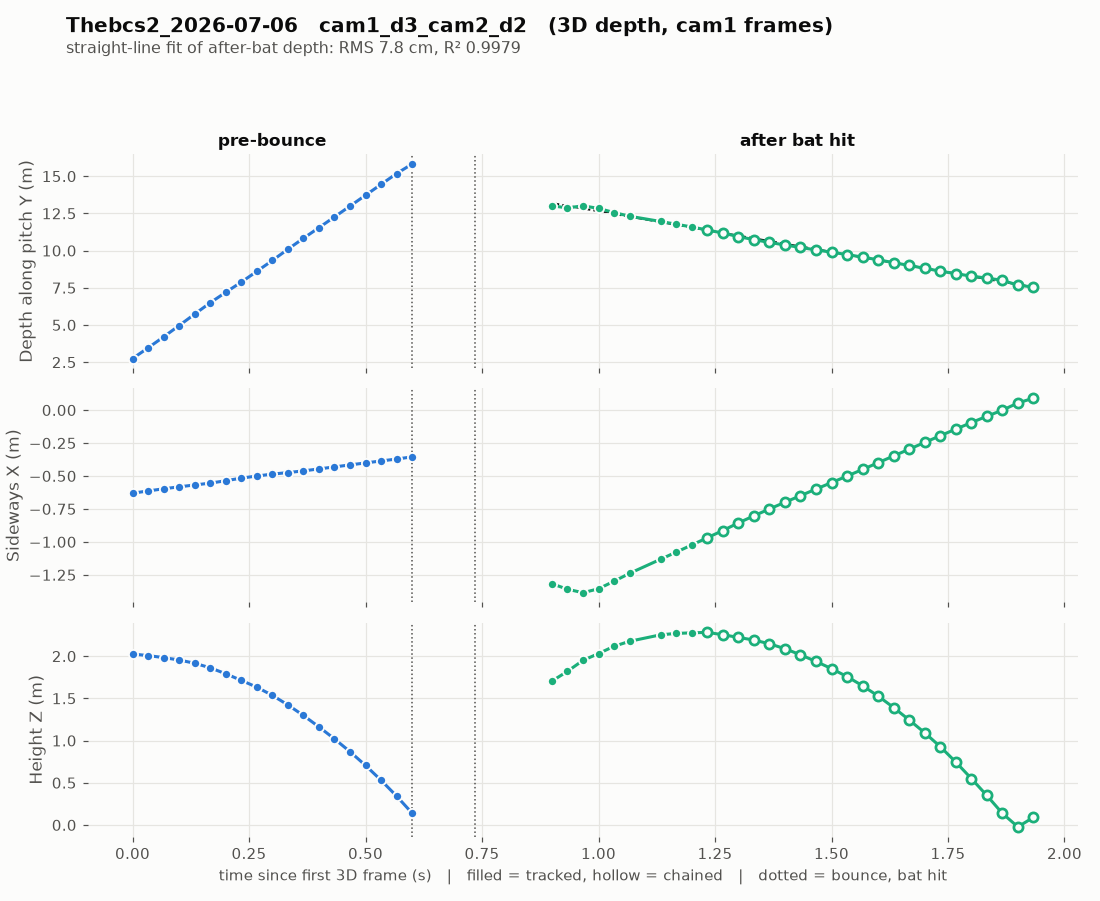 Thebcs2_2026-07-06   cam1_d3_cam2_d2   (3D depth, cam1 frames)
straight-line fit of after-bat depth: RMS 7.8 cm, R² 0.9979
pre-bounce
after bat hit
Depth along pitch Y (m)
15.0
12.5
10.0
7.5
5.0
2.5
Sideways X (m)
0.00
−0.25
−0.50
−0.75
−1.00
−1.25
Height Z (m)
2.0
1.5
1.0
0.5
0.0
0.00 0.25 0.50 0.75 1.00 1.25 1.50 1.75 2.00
time since first 3D frame (s)   |   filled = tracked, hollow = chained   |   dotted = bounce, bat hit